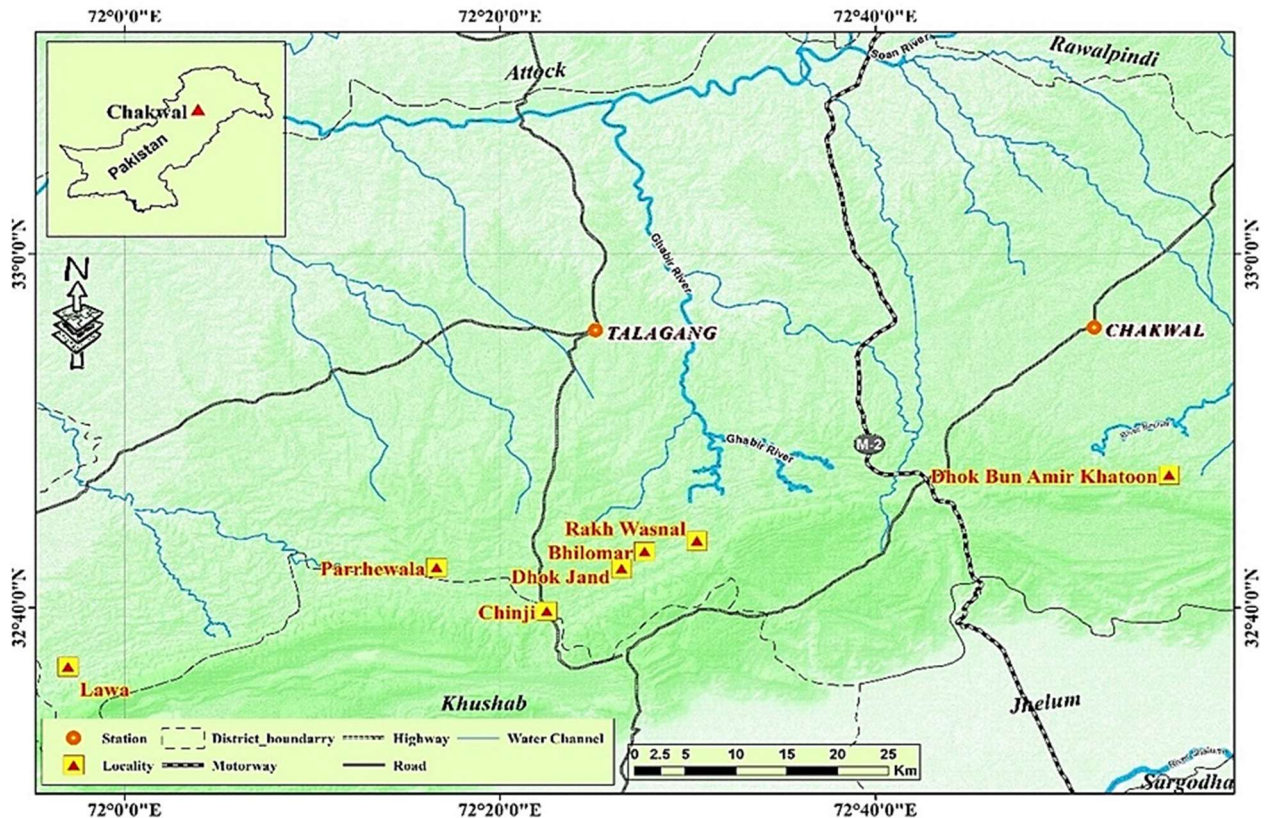 72°0'0"E
72°20'0"E
72°40'0"E
Soan River
Rawalpindi
Attock
Chakwal
Pakistan
33°0'0"N
33°0'0"N
N
Ghabir River
TALAGANG
CHAKWAL
M-2
Ghabir River
Dhok Bun Amir Khatoon
Rakh Wasnal
Bhilomar
Parrhewala
Dhok Jand
Chinji
32°40'0"N
32°40'0"N
Lawa
Khushab
Jhelum
Station
District_boundarry
Highway
Water Channel
Locality
Motorway
Road
0 2.5 5 10 15 20 25
Km
River Jhelum
Sargodha
72°0'0"E
72°20'0"E
72°40'0"E